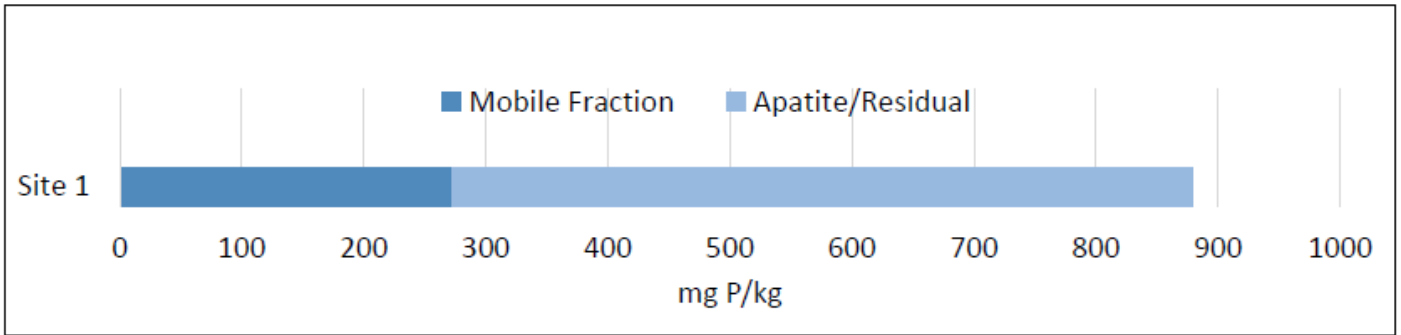 Mobile Fraction Apatite/Residual
Site 1
0 100 200 300 400 500 600 700 800 900 1000
mg P/kg